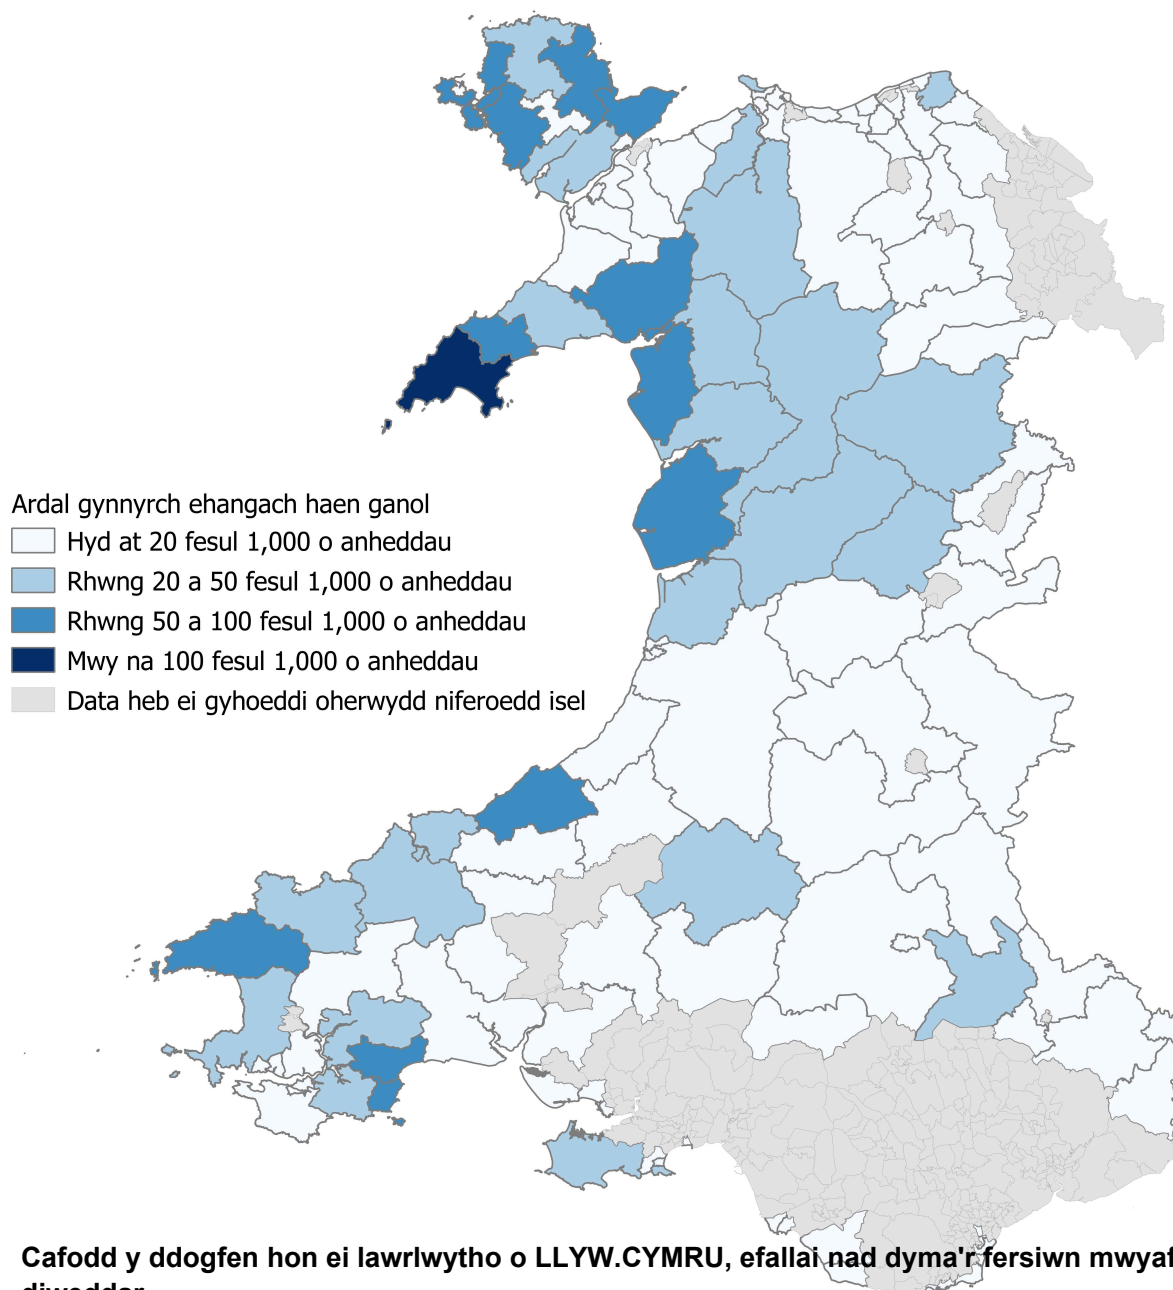 Ardal gynnyrch ehangach haen ganol
Hyd at 20 fesul 1,000 o anheddau
Rhwng 20 a 50 fesul 1,000 o anheddau
Rhwng 50 a 100 fesul 1,000 o anheddau
Mwy na 100 fesul 1,000 o anheddau
Data heb ei gyhoeddi oherwydd niferoedd isel
Cafodd y ddogfen hon ei lawrlwytho o LLYW.CYMRU, efallai nad dyma'r fersiwn mwyaf
diweddar